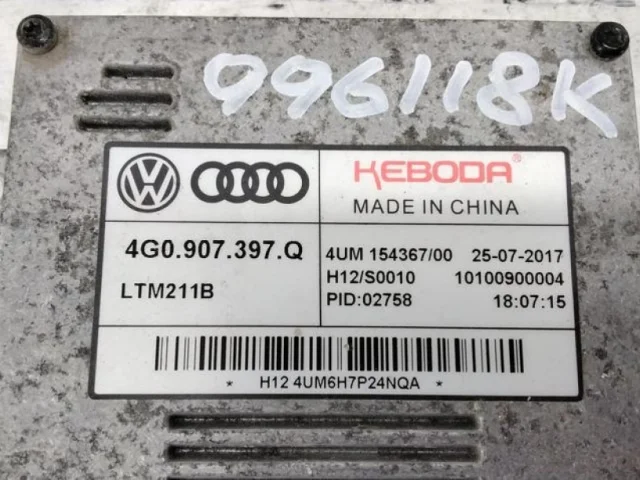 096118K
KEBODA®
MADE IN CHINA
4G0.907.397.Q
LTM211B
4UM 154367/00 25-07-2017
H12/S0010 10100900004
PID:02758 18:07:15
* H12 4UM6H7P24NQA *